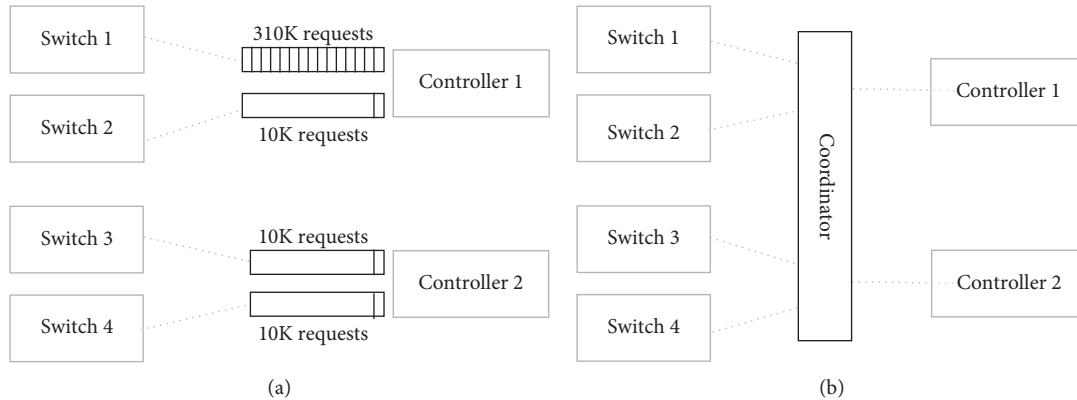 Switch 1
310K requests
Controller 1
Switch 2
10K requests
Switch 3
10K requests
Controller 2
Switch 4
10K requests
(a)
Switch 1
Controller 1
Switch 2
Coordinator
Switch 3
Controller 2
Switch 4
(b)